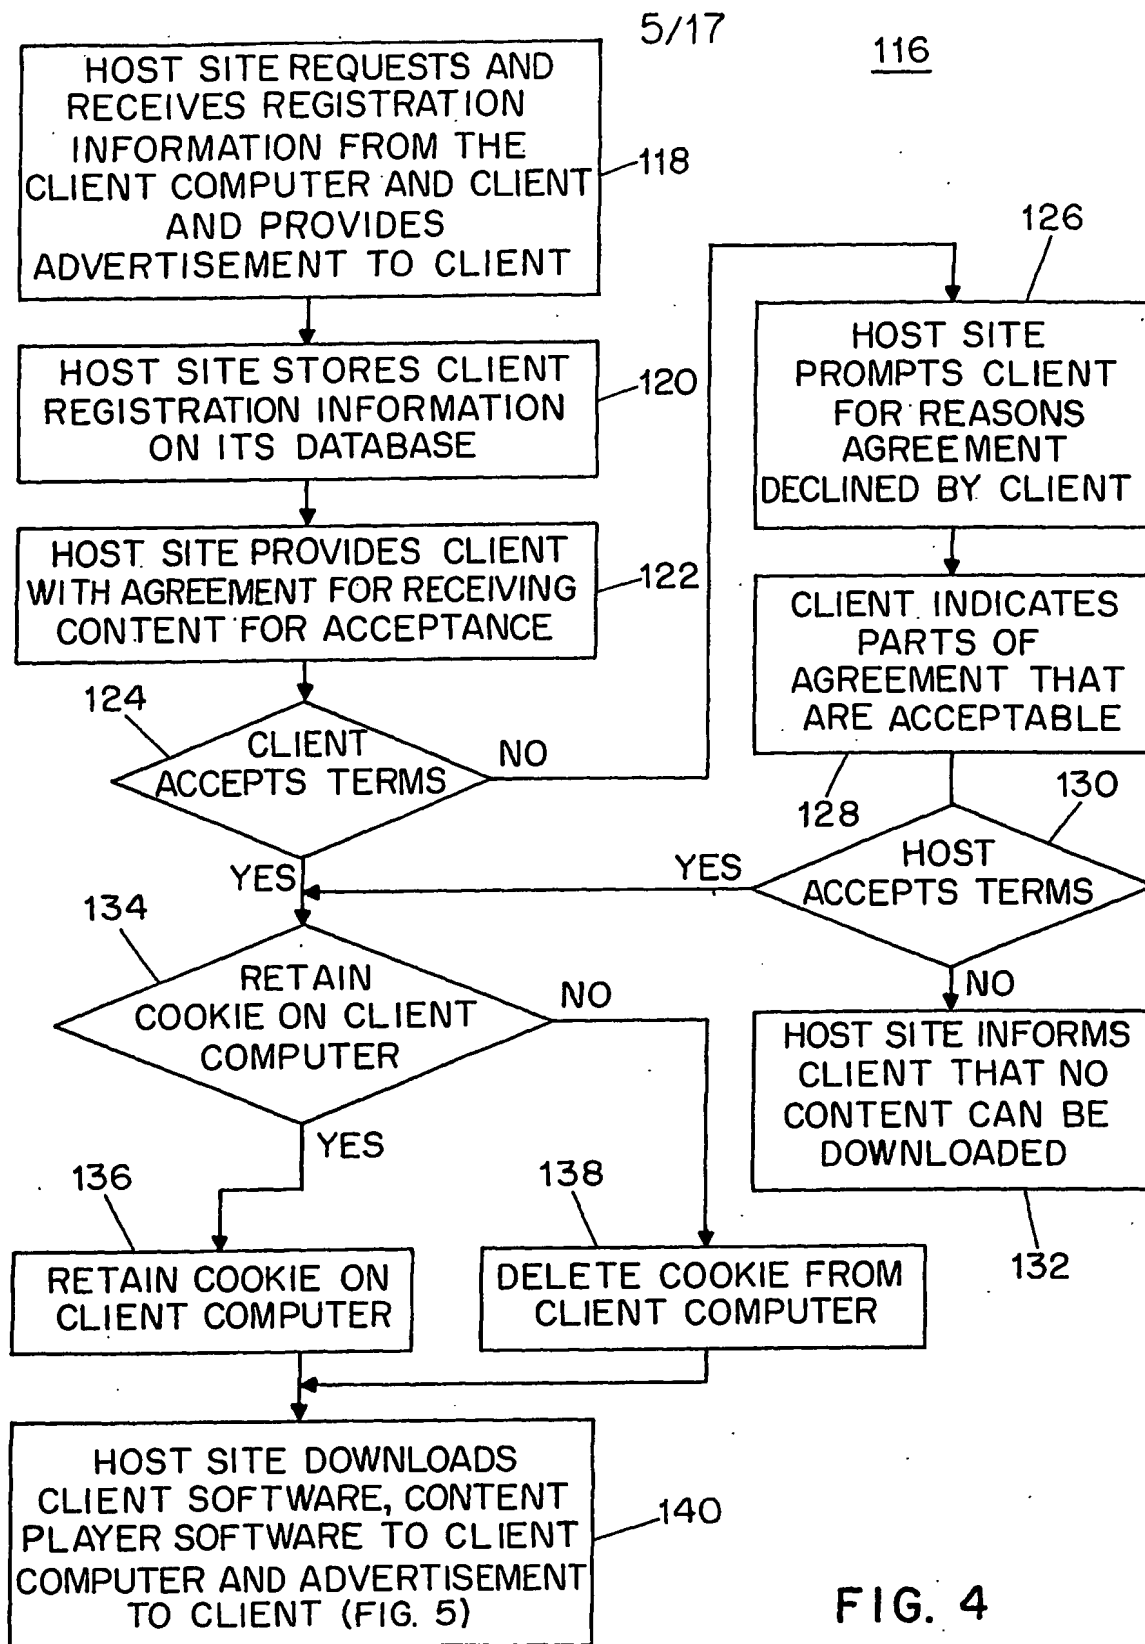 5/17
116
HOST SITE REQUESTS AND
RECEIVES REGISTRATION
INFORMATION FROM THE
CLIENT COMPUTER AND CLIENT
AND PROVIDES
ADVERTISEMENT TO CLIENT
118
HOST SITE STORES CLIENT
REGISTRATION INFORMATION
ON ITS DATABASE
120
HOST SITE PROVIDES CLIENT
WITH AGREEMENT FOR RECEIVING
CONTENT FOR ACCEPTANCE
122
124
CLIENT
ACCEPTS TERMS
NO
YES
126
HOST SITE
PROMPTS CLIENT
FOR REASONS
AGREEMENT
DECLINED BY CLIENT
CLIENT INDICATES
PARTS OF
AGREEMENT THAT
ARE ACCEPTABLE
128
130
HOST
ACCEPTS TERMS
YES
NO
HOST SITE INFORMS
CLIENT THAT NO
CONTENT CAN BE
DOWNLOADED
132
134
RETAIN
COOKIE ON CLIENT
COMPUTER
NO
YES
136
RETAIN COOKIE ON
CLIENT COMPUTER
138
DELETE COOKIE FROM
CLIENT COMPUTER
HOST SITE DOWNLOADS
CLIENT SOFTWARE, CONTENT
PLAYER SOFTWARE TO CLIENT
COMPUTER AND ADVERTISEMENT
TO CLIENT (FIG. 5)
140
FIG. 4